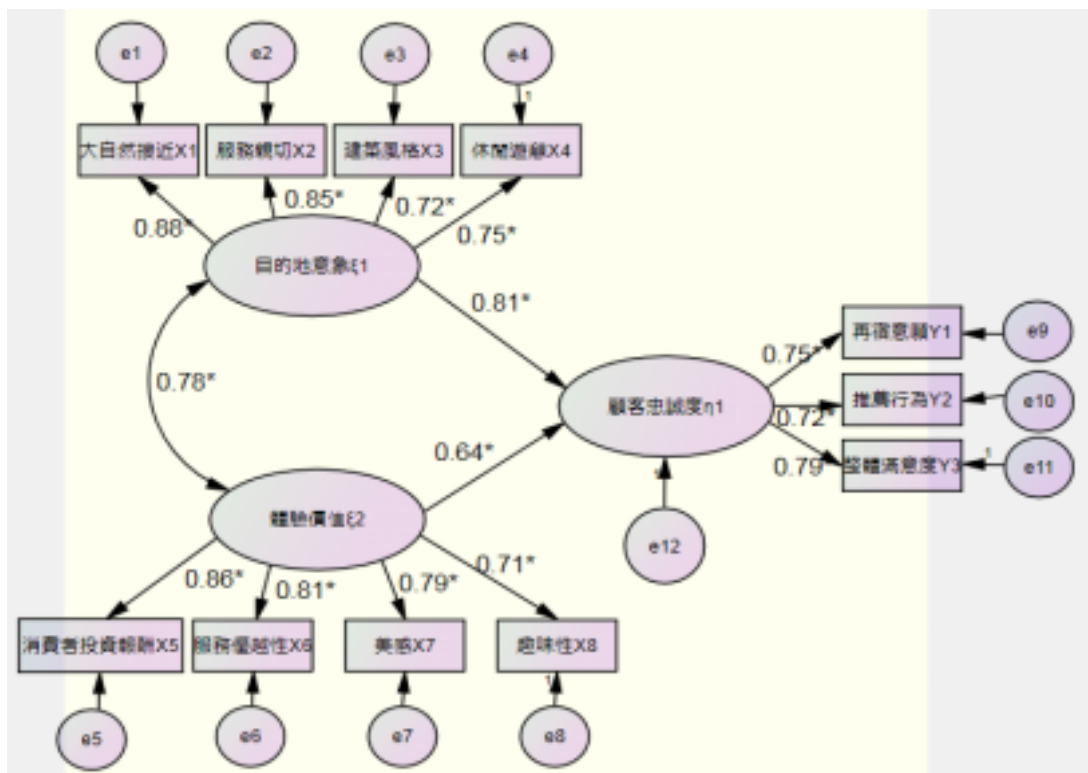 e1
e2
e3
e4
1
大自然接近X1
服務親切X2
建築風格X3
休閒遊憩X4
0.88*
0.85*
0.72*
0.75*
目的地意象ξ1
0.81*
0.78*
再宿意願Y1
e9
0.75*
顧客忠誠度η1
推薦行為Y2
e10
0.72*
0.64*
0.79
整體滿意度Y3
1
e11
體驗價值ξ2
e12
0.86*
0.81*
0.79*
0.71*
消費者投資報酬X5
服務優越性X6
美感X7
趣味性X8
1
e5
e6
e7
e8